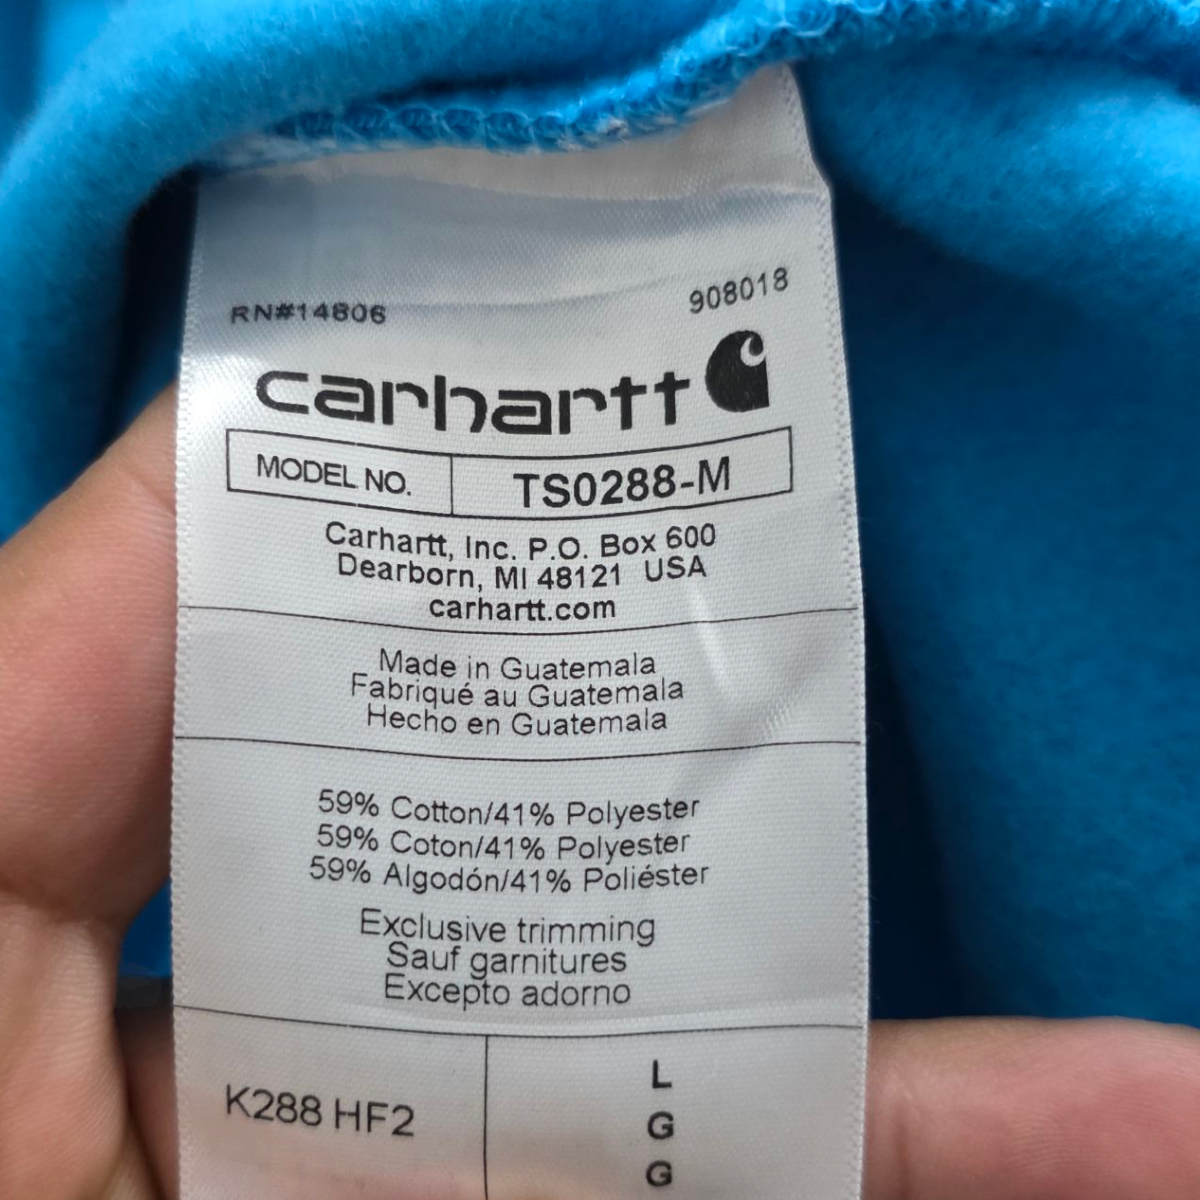 RN#14806
908018
carhartt
MODEL NO. TS0288-M
Carhartt, Inc. P.O. Box 600
Dearborn, MI 48121 USA
carhartt.com
Made in Guatemala
Fabriqué au Guatemala
Hecho en Guatemala
59% Cotton/41% Polyester
59% Coton/41% Polyester
59% Algodón/41% Poliéster
Exclusive trimming
Sauf garnitures
Excepto adorno
K288 HF2
L
G
G